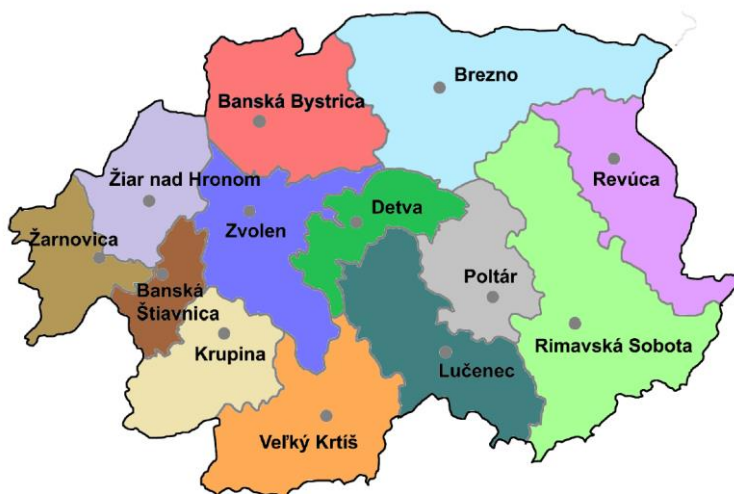 Brezno
Banská Bystrica
Revúca
Žiar nad Hronom
Detva
Zvolen
Žarnovica
Poltár
Banská
Štiavnica
Rimavská Sobota
Krupina
Lučenec
Veľký Krtíš